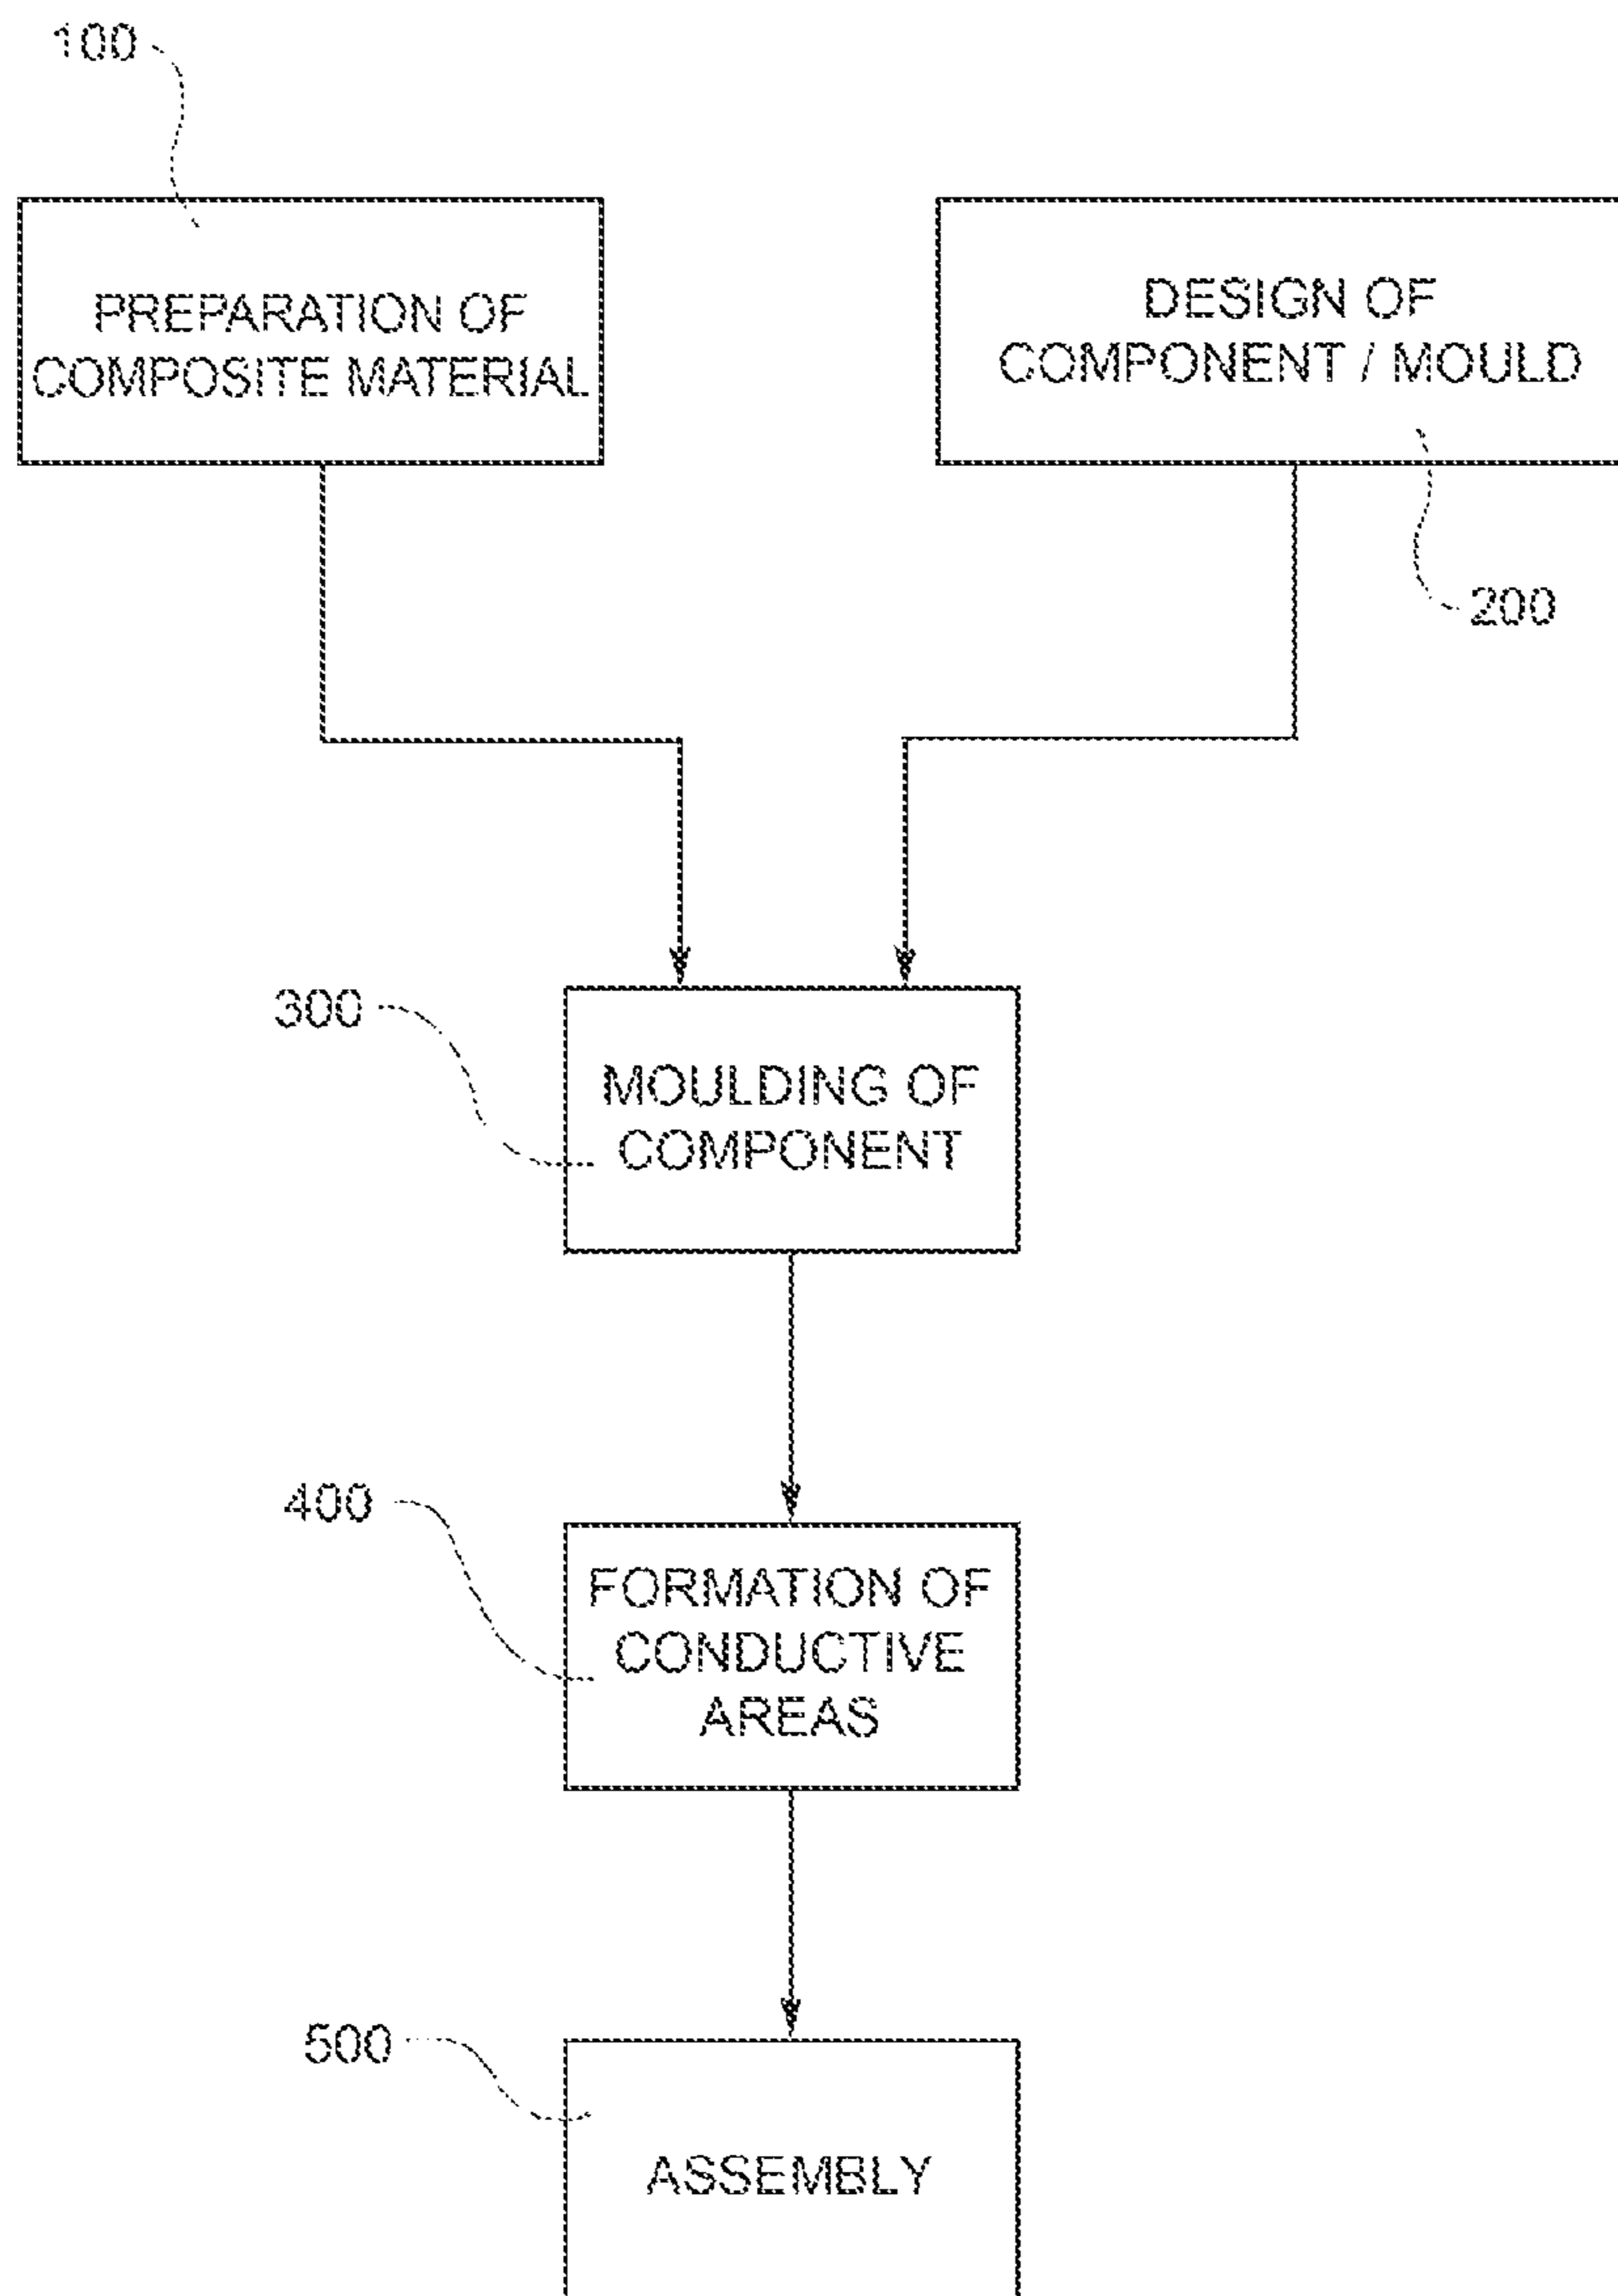 100
PREPARATION OF
COMPOSITE MATERIAL
DESIGN OF
COMPONENT / MOULD
200
300
MOULDING OF
COMPONENT
400
FORMATION OF
CONDUCTIVE
AREAS
500
ASSEMBLY